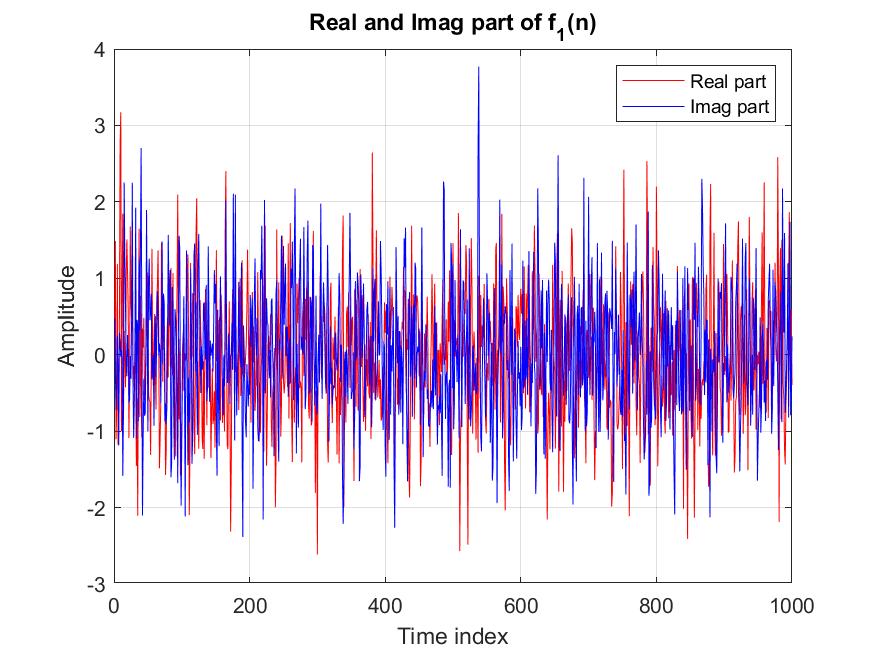 Real and Imag part of f1(n)
Real part
Imag part
4
3
2
1
0
-1
-2
-3
Amplitude
0 200 400 600 800 1000
Time index